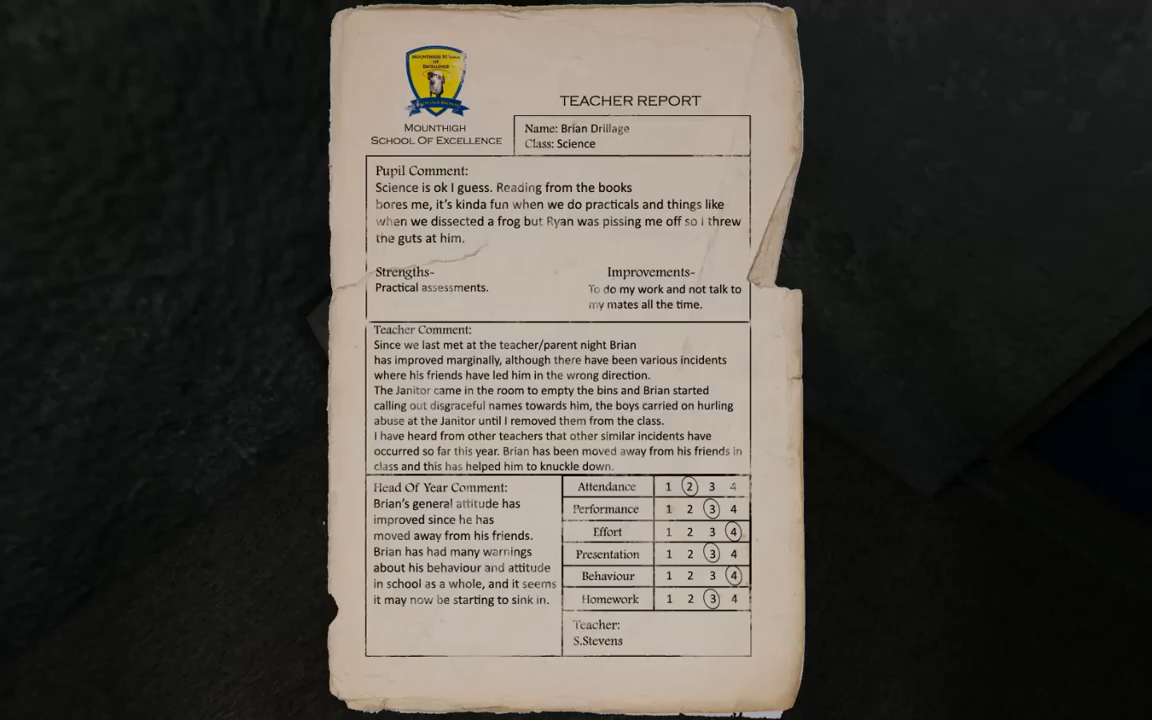 MOUNTHIGH
SCHOOL OF EXCELLENCE
TEACHER REPORT
Name: Brian Drillage
Class: Science
Pupil Comment:
Science is ok I guess. Reading from the books
bores me, it's kinda fun when we do practicals and things like
when we dissected a frog but Ryan was pissing me off so I threw
the guts at him.
Strengths-
Practical assessments.
Improvements-
To do my work and not talk to
my mates all the time.
Teacher Comment:
Since we last met at the teacher/parent night Brian
has improved marginally, although there have been various incidents
where his friends have led him in the wrong direction.
The Janitor came in the room to empty the bins and Brian started
calling out disgraceful names towards him, the boys carried on hurling
abuse at the Janitor until I removed them from the class.
I have heard from other teachers that other similar incidents have
occurred so far this year. Brian has been moved away from his friends in
class and this has helped him to knuckle down.
Head Of Year Comment:
Brian's general attitude has
improved since he has
moved away from his friends.
Brian has had many warnings
about his behaviour and attitude
in school as a whole, and it seems
it may now be starting to sink in.
Attendance 1 2 3 4
Performance 1 2 3 4
Effort 1 2 3 4
Presentation 1 2 3 4
Behaviour 1 2 3 4
Homework 1 2 3 4
Teacher:
S.Stevens